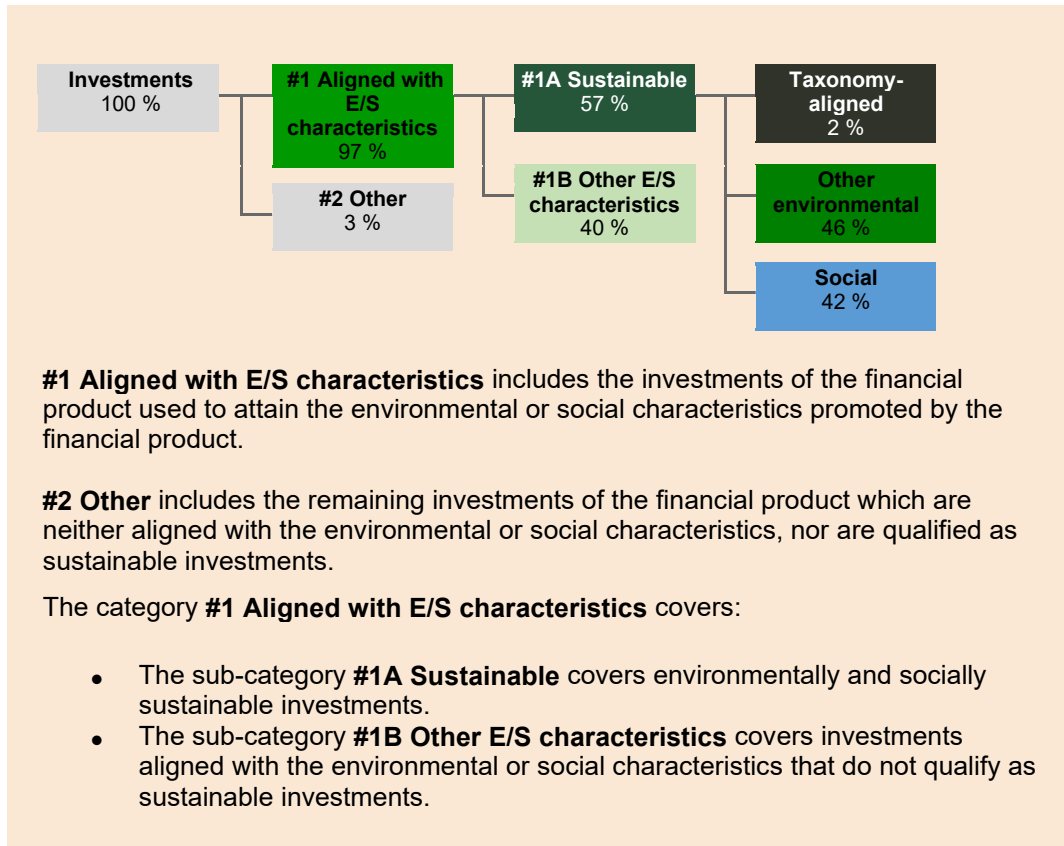 Investments
100 %
#1 Aligned with
E/S
characteristics
97 %
#2 Other
3 %
#1A Sustainable
57 %
#1B Other E/S
characteristics
40 %
Taxonomy-
aligned
2 %
Other
environmental
46 %
Social
42 %
#1 Aligned with E/S characteristics includes the investments of the financial
product used to attain the environmental or social characteristics promoted by the
financial product.
#2 Other includes the remaining investments of the financial product which are
neither aligned with the environmental or social characteristics, nor are qualified as
sustainable investments.
The category #1 Aligned with E/S characteristics covers:
● The sub-category #1A Sustainable covers environmentally and socially
sustainable investments.
● The sub-category #1B Other E/S characteristics covers investments
aligned with the environmental or social characteristics that do not qualify as
sustainable investments.